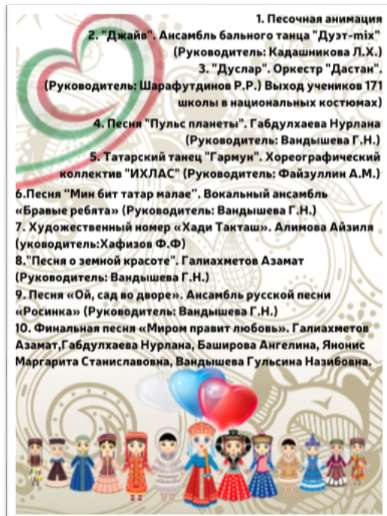 1. Песочная анимация
2. "Джайв". Ансамбль бального танца "Дуэт-mix"
(Руководитель: Кадашникова Л.Х.)
3. "Дуслар". Оркестр "Дастан".
(Руководитель: Шарафутдинов Р.Р.) Выход учеников 171
школы в национальных костюмах)
4. Песня "Пульс планеты". Габдулхаева Нурлана
(Руководитель: Вандышева Г.Н.)
5. Татарский танец "Гармун". Хореографический
коллектив "ИХЛАС" (Руководитель: Файзуллин А.М.)
6.Песня "Мин бит татар малае". Вокальный ансамбль
«Бравые ребята» (Руководитель: Вандышева Г.Н.)
7. Художественный номер «Хади Такташ». Алимова Айзиля
(уководитель:Хафизов Ф.Ф)
8."Песня о земной красоте". Галиахметов Азамат
(Руководитель: Вандышева Г.Н.)
9. Песня «Ой, сад во дворе». Ансамбль русской песни
«Росинка» (Руководитель: Вандышева Г.Н.)
10. Финальная песня «Миром правит любовь». Галиахметов
Азамат,Габдулхаева Нурлана, Баширова Ангелина, Янонис
Маргарита Станиславовна, Вандышева Гульсина Назибовна.